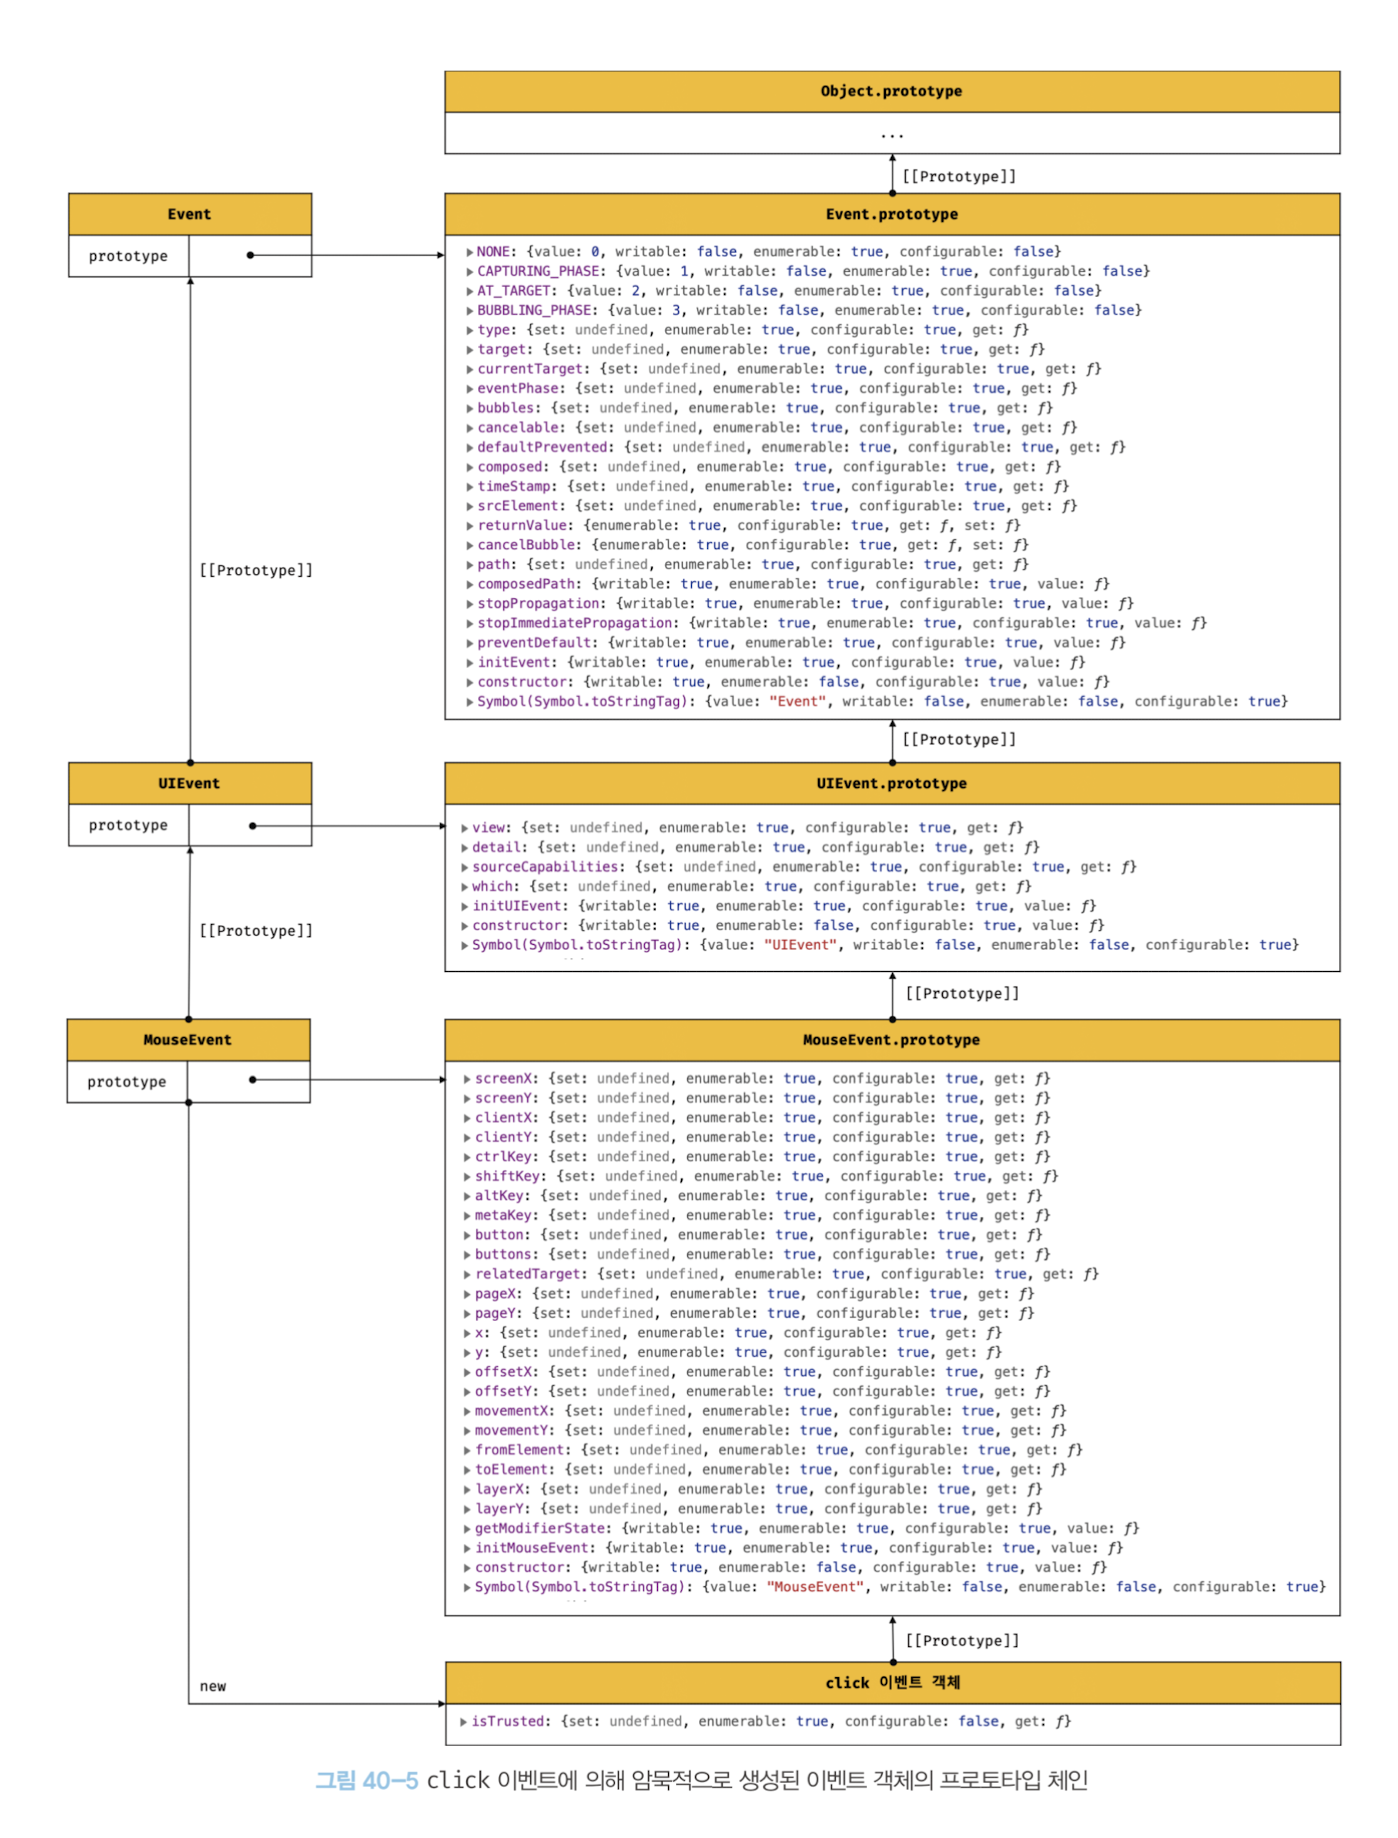 Object.prototype
...
[[Prototype]]
Event
prototype
Event.prototype
▶ NONE: {value: 0, writable: false, enumerable: true, configurable: false}
▶ CAPTURING_PHASE: {value: 1, writable: false, enumerable: true, configurable: false}
▶ AT_TARGET: {value: 2, writable: false, enumerable: true, configurable: false}
▶ BUBBLING_PHASE: {value: 3, writable: false, enumerable: true, configurable: false}
▶ type: {set: undefined, enumerable: true, configurable: true, get: ƒ}
▶ target: {set: undefined, enumerable: true, configurable: true, get: ƒ}
▶ currentTarget: {set: undefined, enumerable: true, configurable: true, get: ƒ}
▶ eventPhase: {set: undefined, enumerable: true, configurable: true, get: ƒ}
▶ bubbles: {set: undefined, enumerable: true, configurable: true, get: ƒ}
▶ cancelable: {set: undefined, enumerable: true, configurable: true, get: ƒ}
▶ defaultPrevented: {set: undefined, enumerable: true, configurable: true, get: ƒ}
▶ composed: {set: undefined, enumerable: true, configurable: true, get: ƒ}
▶ timeStamp: {set: undefined, enumerable: true, configurable: true, get: ƒ}
▶ srcElement: {set: undefined, enumerable: true, configurable: true, get: ƒ}
▶ returnValue: {enumerable: true, configurable: true, get: ƒ, set: ƒ}
▶ cancelBubble: {enumerable: true, configurable: true, get: ƒ, set: ƒ}
▶ path: {set: undefined, enumerable: true, configurable: true, get: ƒ}
▶ composedPath: {writable: true, enumerable: true, configurable: true, value: ƒ}
▶ stopPropagation: {writable: true, enumerable: true, configurable: true, value: ƒ}
▶ stopImmediatePropagation: {writable: true, enumerable: true, configurable: true, value: ƒ}
▶ preventDefault: {writable: true, enumerable: true, configurable: true, value: ƒ}
▶ initEvent: {writable: true, enumerable: true, configurable: true, value: ƒ}
▶ constructor: {writable: true, enumerable: false, configurable: true, value: ƒ}
▶ Symbol(Symbol.toStringTag): {value: "Event", writable: false, enumerable: false, configurable: true}
[[Prototype]]
[[Prototype]]
UIEvent
prototype
UIEvent.prototype
▶ view: {set: undefined, enumerable: true, configurable: true, get: ƒ}
▶ detail: {set: undefined, enumerable: true, configurable: true, get: ƒ}
▶ sourceCapabilities: {set: undefined, enumerable: true, configurable: true, get: ƒ}
▶ which: {set: undefined, enumerable: true, configurable: true, get: ƒ}
▶ initUIEvent: {writable: true, enumerable: true, configurable: true, value: ƒ}
▶ constructor: {writable: true, enumerable: false, configurable: true, value: ƒ}
▶ Symbol(Symbol.toStringTag): {value: "UIEvent", writable: false, enumerable: false, configurable: true}
[[Prototype]]
[[Prototype]]
MouseEvent
prototype
MouseEvent.prototype
▶ screenX: {set: undefined, enumerable: true, configurable: true, get: ƒ}
▶ screenY: {set: undefined, enumerable: true, configurable: true, get: ƒ}
▶ clientX: {set: undefined, enumerable: true, configurable: true, get: ƒ}
▶ clientY: {set: undefined, enumerable: true, configurable: true, get: ƒ}
▶ ctrlKey: {set: undefined, enumerable: true, configurable: true, get: ƒ}
▶ shiftKey: {set: undefined, enumerable: true, configurable: true, get: ƒ}
▶ altKey: {set: undefined, enumerable: true, configurable: true, get: ƒ}
▶ metaKey: {set: undefined, enumerable: true, configurable: true, get: ƒ}
▶ button: {set: undefined, enumerable: true, configurable: true, get: ƒ}
▶ buttons: {set: undefined, enumerable: true, configurable: true, get: ƒ}
▶ relatedTarget: {set: undefined, enumerable: true, configurable: true, get: ƒ}
▶ pageX: {set: undefined, enumerable: true, configurable: true, get: ƒ}
▶ pageY: {set: undefined, enumerable: true, configurable: true, get: ƒ}
▶ x: {set: undefined, enumerable: true, configurable: true, get: ƒ}
▶ y: {set: undefined, enumerable: true, configurable: true, get: ƒ}
▶ offsetX: {set: undefined, enumerable: true, configurable: true, get: ƒ}
▶ offsetY: {set: undefined, enumerable: true, configurable: true, get: ƒ}
▶ movementX: {set: undefined, enumerable: true, configurable: true, get: ƒ}
▶ movementY: {set: undefined, enumerable: true, configurable: true, get: ƒ}
▶ fromElement: {set: undefined, enumerable: true, configurable: true, get: ƒ}
▶ toElement: {set: undefined, enumerable: true, configurable: true, get: ƒ}
▶ layerX: {set: undefined, enumerable: true, configurable: true, get: ƒ}
▶ layerY: {set: undefined, enumerable: true, configurable: true, get: ƒ}
▶ getModifierState: {writable: true, enumerable: true, configurable: true, value: ƒ}
▶ initMouseEvent: {writable: true, enumerable: true, configurable: true, value: ƒ}
▶ constructor: {writable: true, enumerable: false, configurable: true, value: ƒ}
▶ Symbol(Symbol.toStringTag): {value: "MouseEvent", writable: false, enumerable: false, configurable: true}
[[Prototype]]
new
click 이벤트 객체
▶ isTrusted: {set: undefined, enumerable: true, configurable: false, get: ƒ}
그림 40-5 click 이벤트에 의해 암묵적으로 생성된 이벤트 객체의 프로토타입 체인